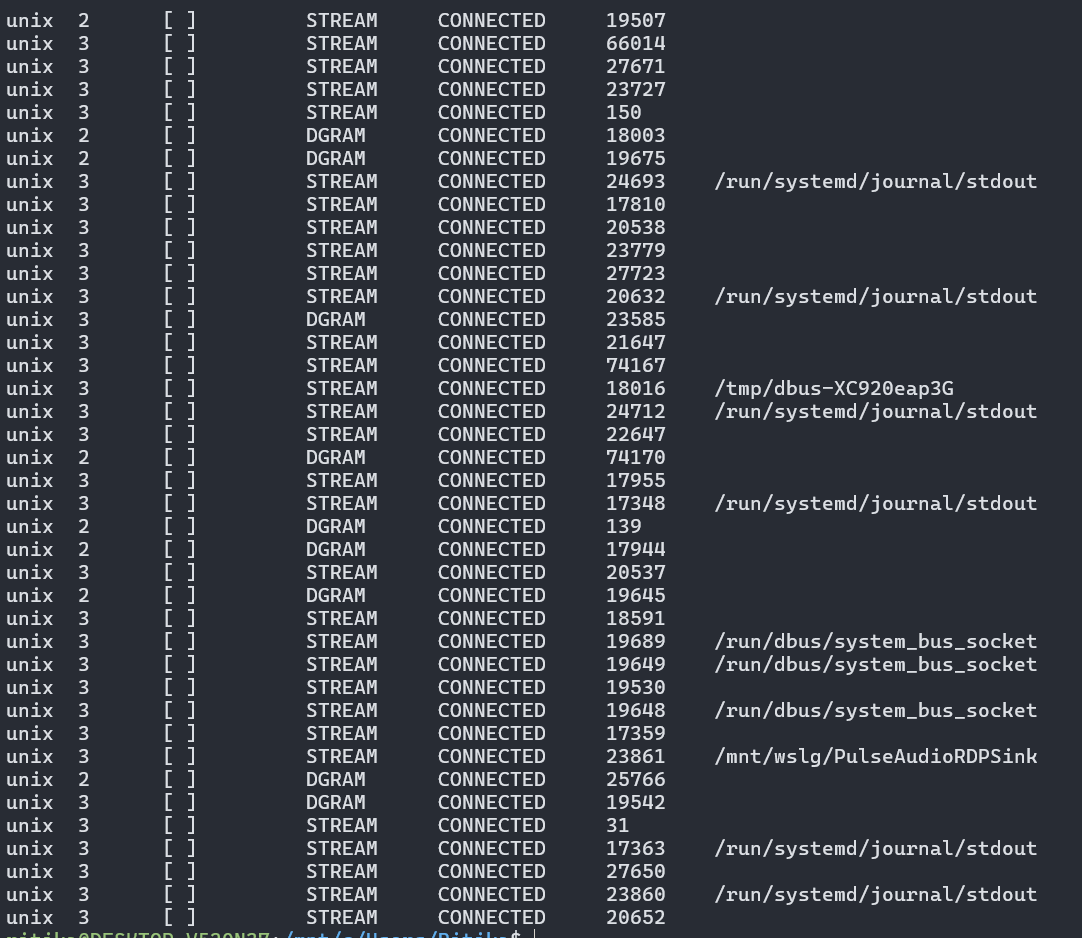 unix 2 [ ] STREAM CONNECTED 19507
unix 3 [ ] STREAM CONNECTED 66014
unix 3 [ ] STREAM CONNECTED 27671
unix 3 [ ] STREAM CONNECTED 23727
unix 3 [ ] STREAM CONNECTED 150
unix 2 [ ] DGRAM CONNECTED 18003
unix 2 [ ] DGRAM CONNECTED 19675
unix 3 [ ] STREAM CONNECTED 24693 /run/systemd/journal/stdout
unix 3 [ ] STREAM CONNECTED 17810
unix 3 [ ] STREAM CONNECTED 20538
unix 3 [ ] STREAM CONNECTED 23779
unix 3 [ ] STREAM CONNECTED 27723
unix 3 [ ] STREAM CONNECTED 20632 /run/systemd/journal/stdout
unix 3 [ ] DGRAM CONNECTED 23585
unix 3 [ ] STREAM CONNECTED 21647
unix 3 [ ] STREAM CONNECTED 74167
unix 3 [ ] STREAM CONNECTED 18016 /tmp/dbus-XC920eap3G
unix 3 [ ] STREAM CONNECTED 24712 /run/systemd/journal/stdout
unix 3 [ ] STREAM CONNECTED 22647
unix 2 [ ] DGRAM CONNECTED 74170
unix 3 [ ] STREAM CONNECTED 17955
unix 3 [ ] STREAM CONNECTED 17348 /run/systemd/journal/stdout
unix 2 [ ] DGRAM CONNECTED 139
unix 2 [ ] DGRAM CONNECTED 17944
unix 3 [ ] STREAM CONNECTED 20537
unix 2 [ ] DGRAM CONNECTED 19645
unix 3 [ ] STREAM CONNECTED 18591
unix 3 [ ] STREAM CONNECTED 19689 /run/dbus/system_bus_socket
unix 3 [ ] STREAM CONNECTED 19649 /run/dbus/system_bus_socket
unix 3 [ ] STREAM CONNECTED 19530
unix 3 [ ] STREAM CONNECTED 19648 /run/dbus/system_bus_socket
unix 3 [ ] STREAM CONNECTED 17359
unix 3 [ ] STREAM CONNECTED 23861 /mnt/wslg/PulseAudioRDPSink
unix 2 [ ] DGRAM CONNECTED 25766
unix 3 [ ] DGRAM CONNECTED 19542
unix 3 [ ] STREAM CONNECTED 31
unix 3 [ ] STREAM CONNECTED 17363 /run/systemd/journal/stdout
unix 3 [ ] STREAM CONNECTED 27650
unix 3 [ ] STREAM CONNECTED 23860 /run/systemd/journal/stdout
unix 3 [ ] STREAM CONNECTED 20652